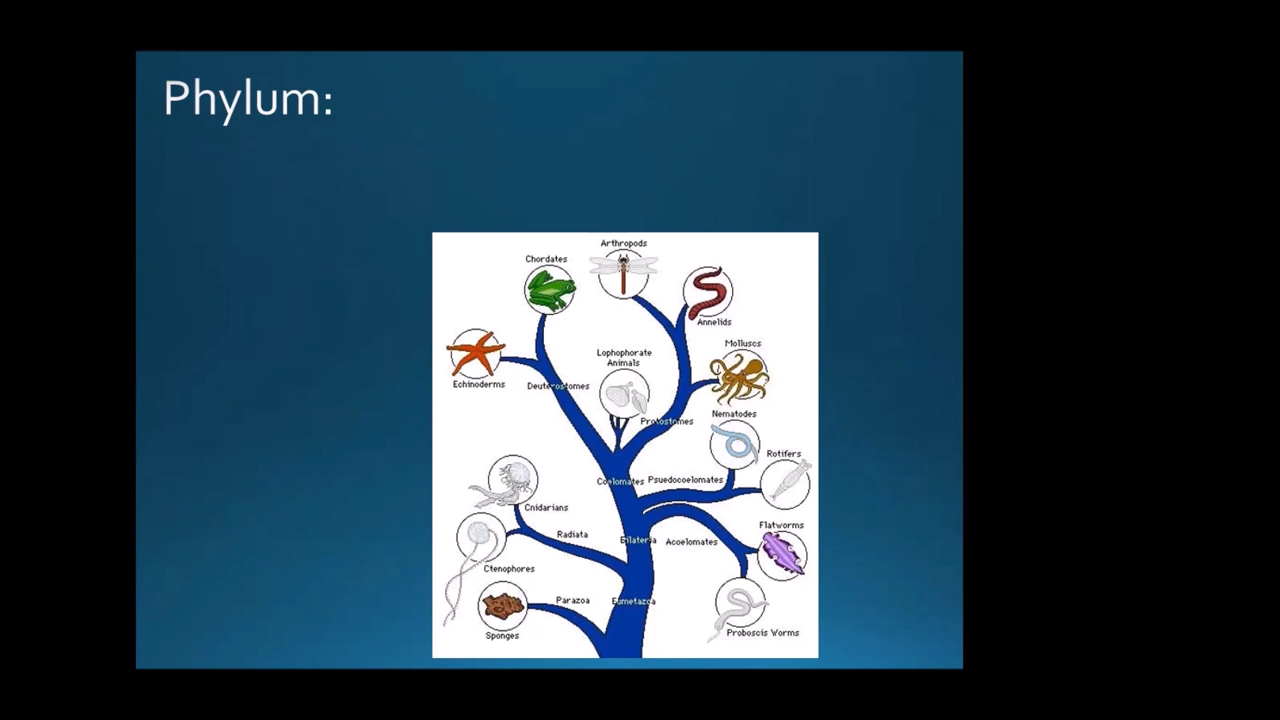 Phylum:
Arthropods
Chordates
Annelids
Molluscs
Lophophorate
Animals
Echinoderms
Deuterostomes
Protostomes
Nematodes
Rotifers
Coelomates
Psuedocoelomates
Cnidarians
Flatworms
Radiata
Bilateria
Acoelomates
Ctenophores
Parazoa
Eumetazoa
Sponges
Proboscis Worms